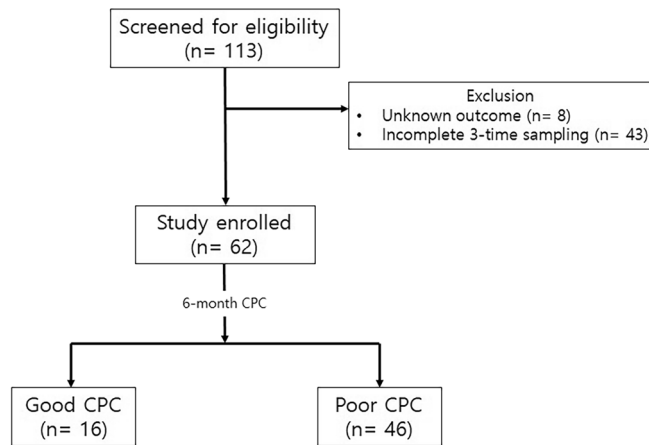 Screened for eligibility
(n= 113)
Exclusion
• Unknown outcome (n= 8)
• Incomplete 3-time sampling (n= 43)
Study enrolled
(n= 62)
6-month CPC
Good CPC
(n= 16)
Poor CPC
(n= 46)